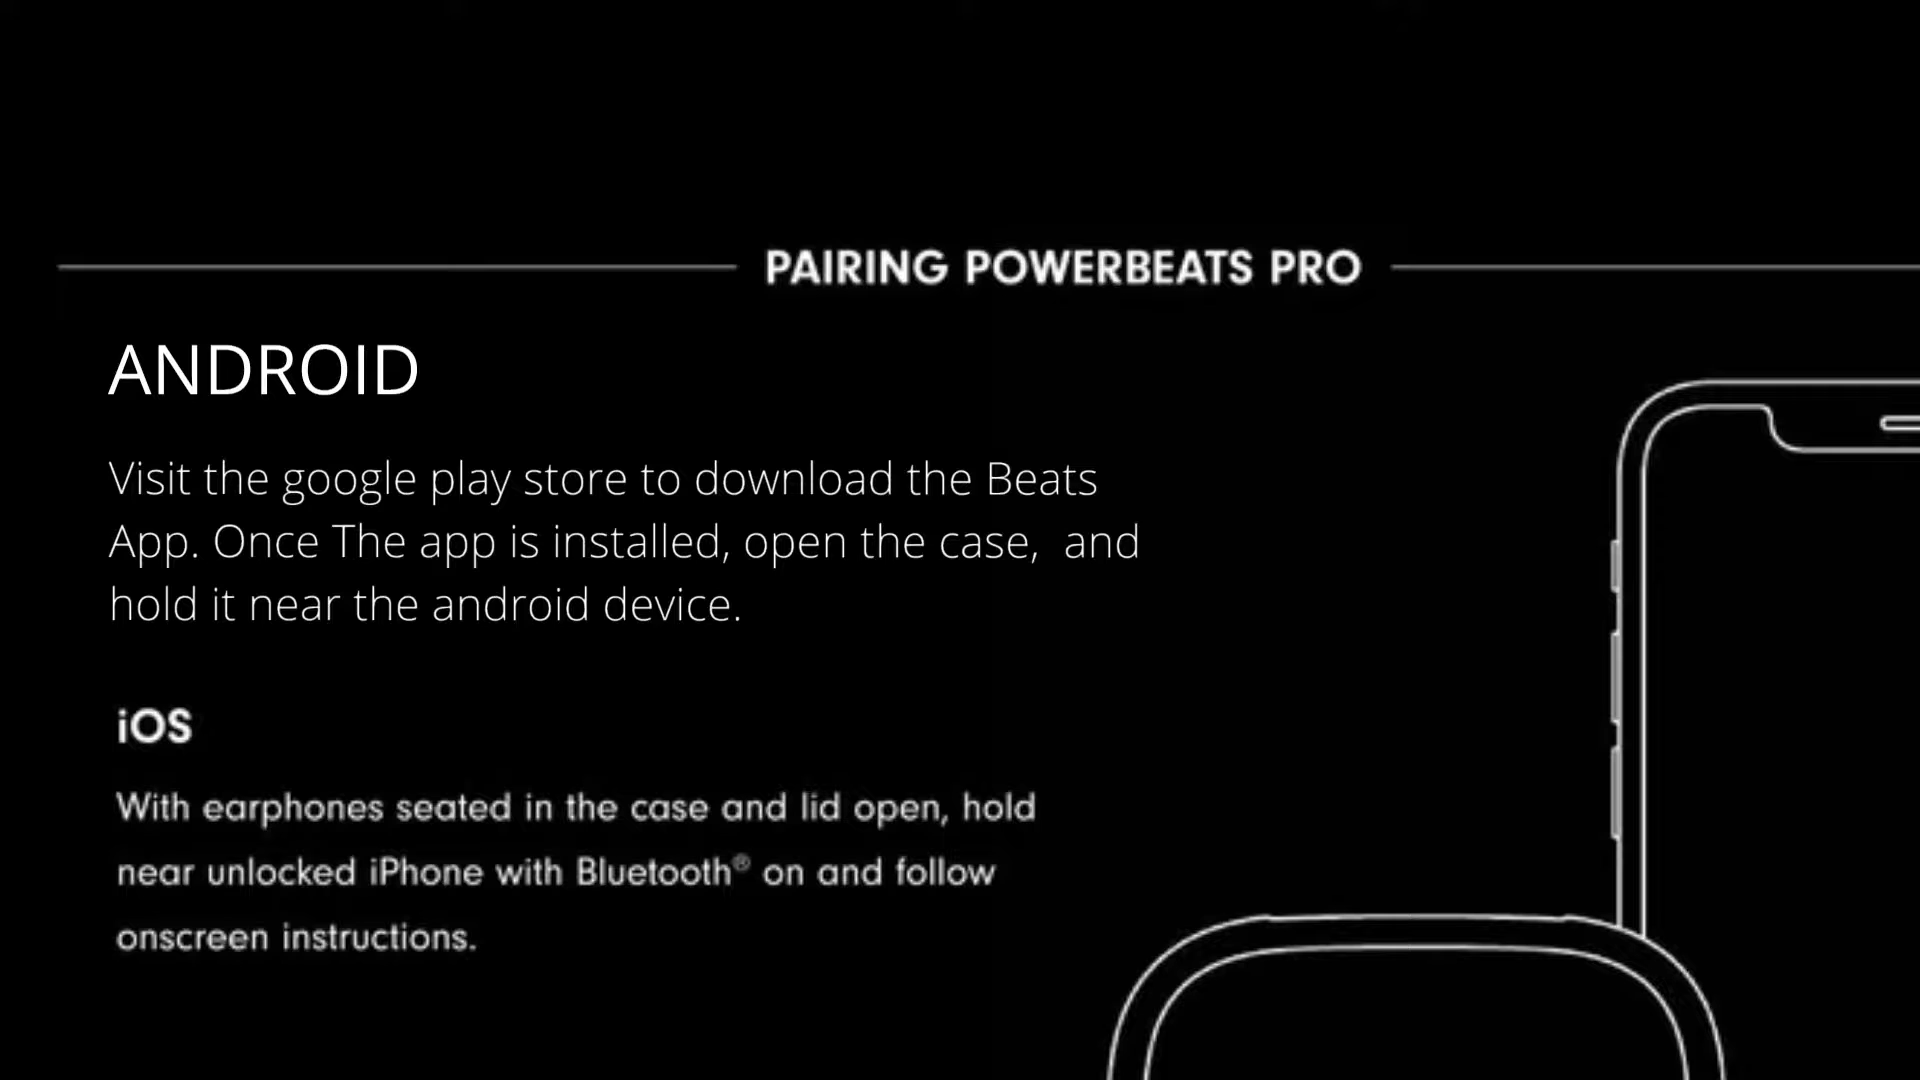 PAIRING POWERBEATS PRO
ANDROID
Visit the google play store to download the Beats
App. Once The app is installed, open the case,  and
hold it near the android device.
iOS
With earphones seated in the case and lid open, hold
near unlocked iPhone with Bluetooth® on and follow
onscreen instructions.